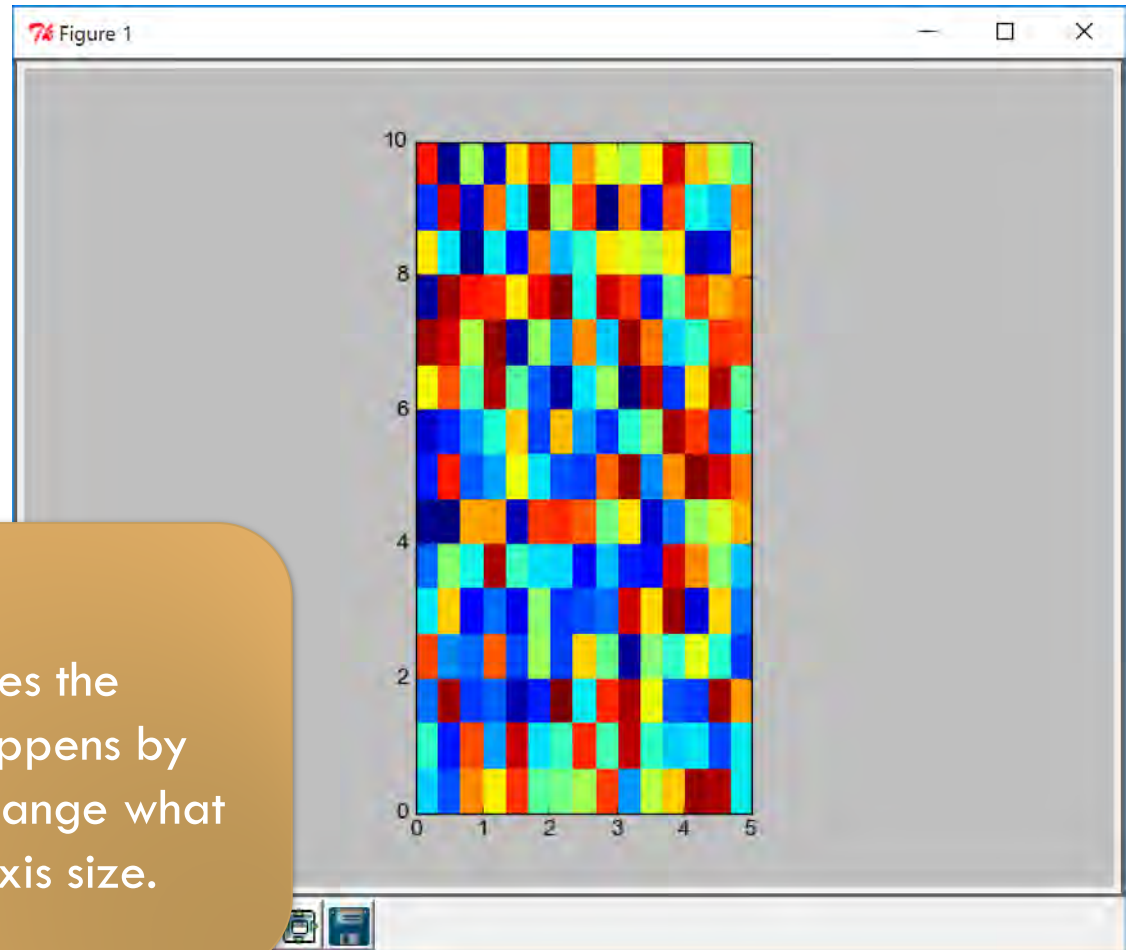 Figure 1
10
8
6
4
2
0
0 1 2 3 4 5
es the
ppens by
ange what
xis size.